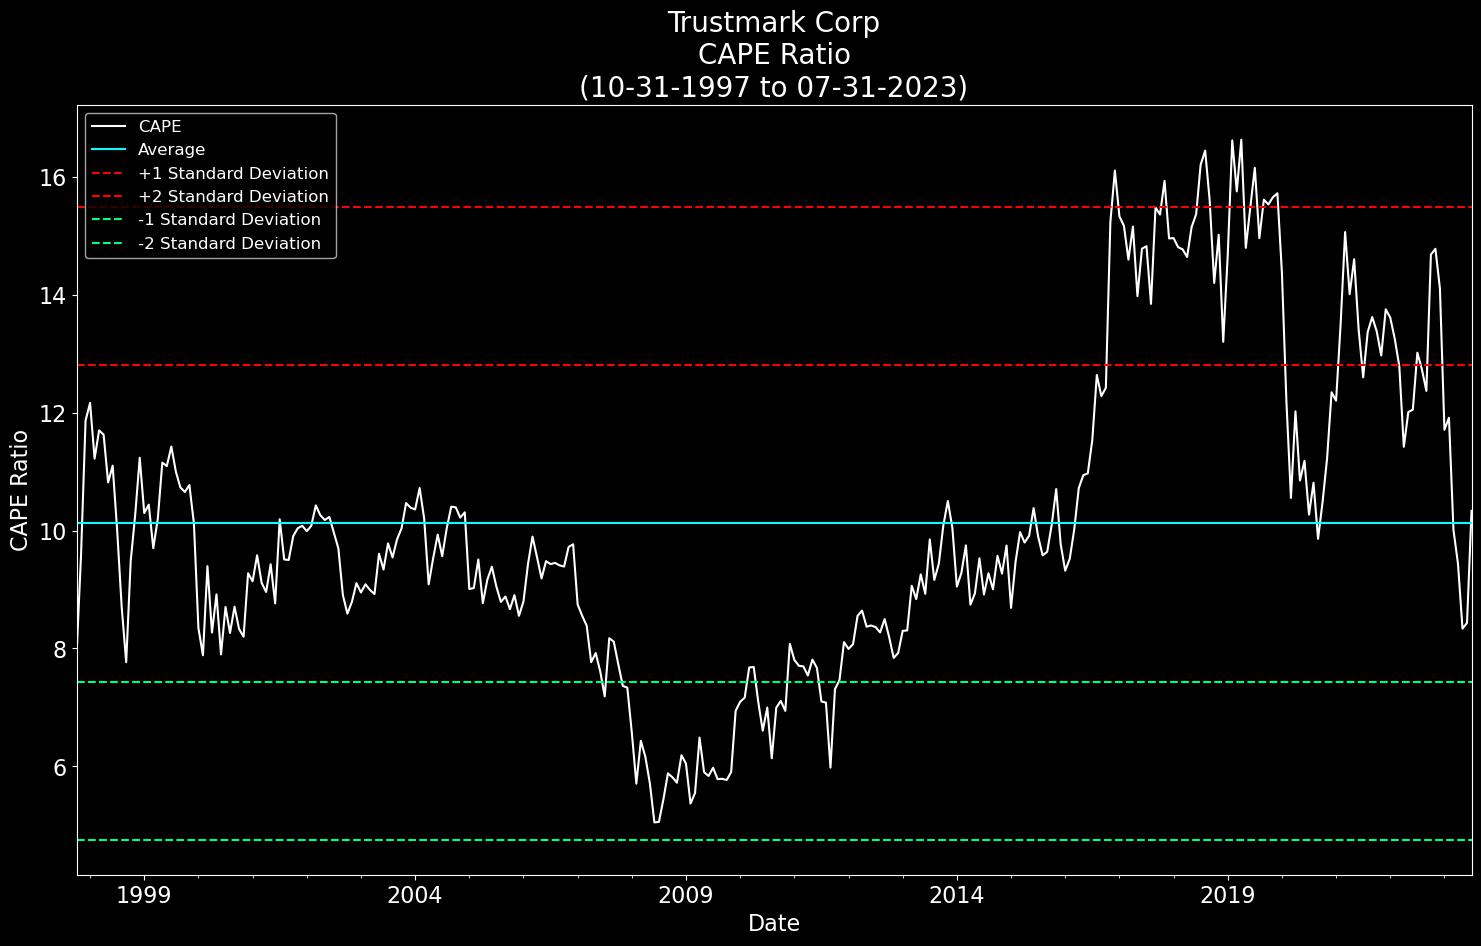 Trustmark Corp
CAPE Ratio
(10-31-1997 to 07-31-2023)
CAPE
Average
+1 Standard Deviation
+2 Standard Deviation
-1 Standard Deviation
-2 Standard Deviation
16
14
12
10
8
6
CAPE Ratio
1999 2004 2009 2014 2019
Date